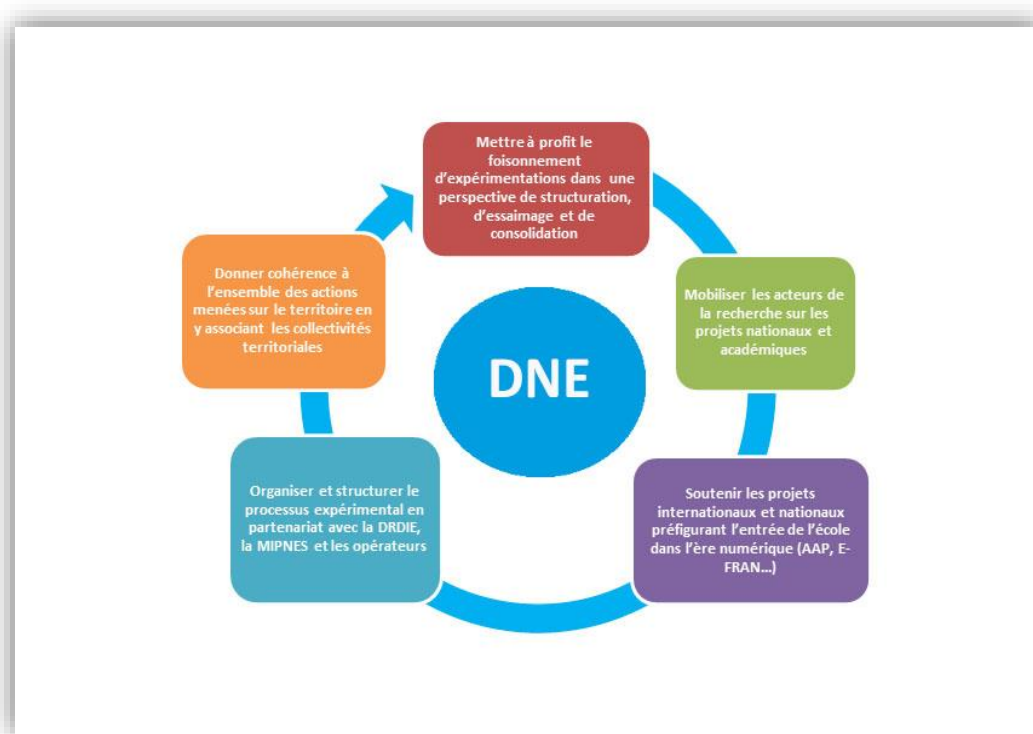 Mettre à profit le
foisonnement
d'expérimentations dans une
perspective de structuration,
d'essaimage et de
consolidation
Mobiliser les acteurs de
la recherche sur les
projets nationaux et
académiques
Soutenir les projets
internationaux et nationaux
préfigurant l'entrée de l'école
dans l'ère numérique (AAP, E-
FRAN...)
Organiser et structurer le
processus expérimental en
partenariat avec la DRDIE,
la MIPNES et les opérateurs
Donner cohérence à
l'ensemble des actions
menées sur le territoire en
y associant les collectivités
territoriales
DNE